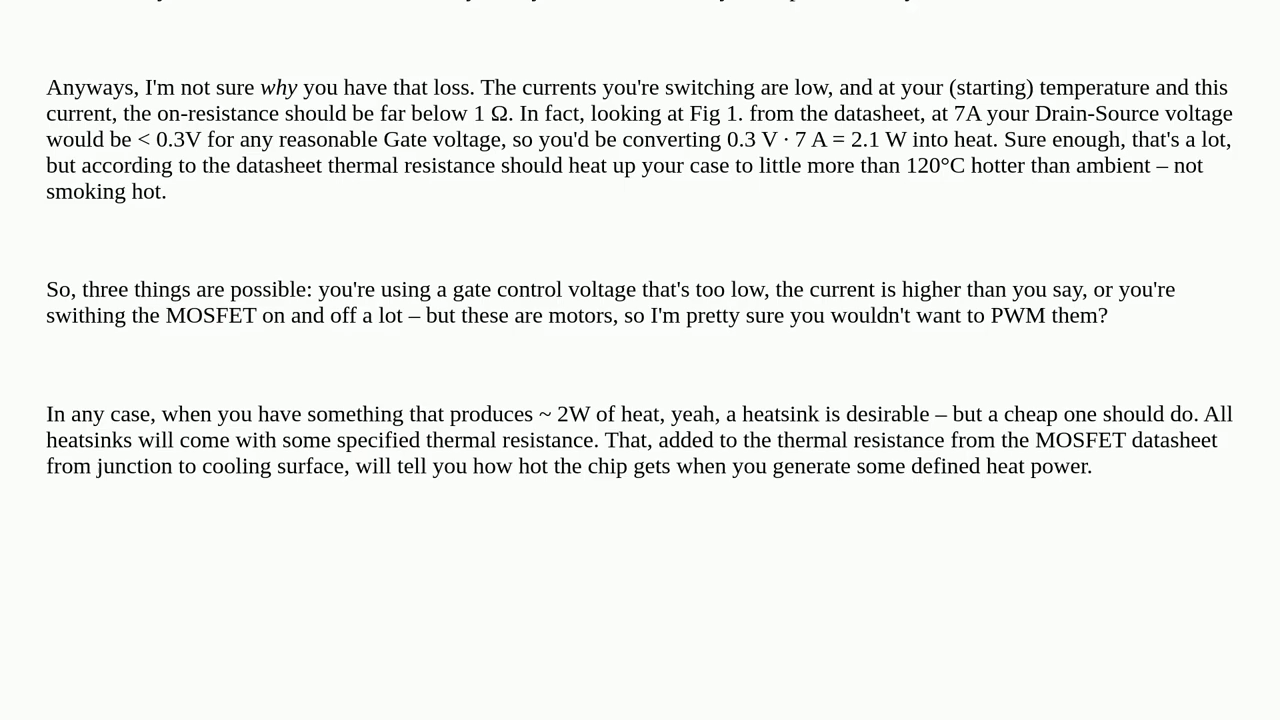 Anyways, I'm not sure why you have that loss. The currents you're switching are low, and at your (starting) temperature and this
current, the on-resistance should be far below 1 Ω. In fact, looking at Fig 1. from the datasheet, at 7A your Drain-Source voltage
would be < 0.3V for any reasonable Gate voltage, so you'd be converting 0.3 V · 7 A = 2.1 W into heat. Sure enough, that's a lot,
but according to the datasheet thermal resistance should heat up your case to little more than 120°C hotter than ambient – not
smoking hot.
So, three things are possible: you're using a gate control voltage that's too low, the current is higher than you say, or you're
swithing the MOSFET on and off a lot – but these are motors, so I'm pretty sure you wouldn't want to PWM them?
In any case, when you have something that produces ~ 2W of heat, yeah, a heatsink is desirable – but a cheap one should do. All
heatsinks will come with some specified thermal resistance. That, added to the thermal resistance from the MOSFET datasheet
from junction to cooling surface, will tell you how hot the chip gets when you generate some defined heat power.